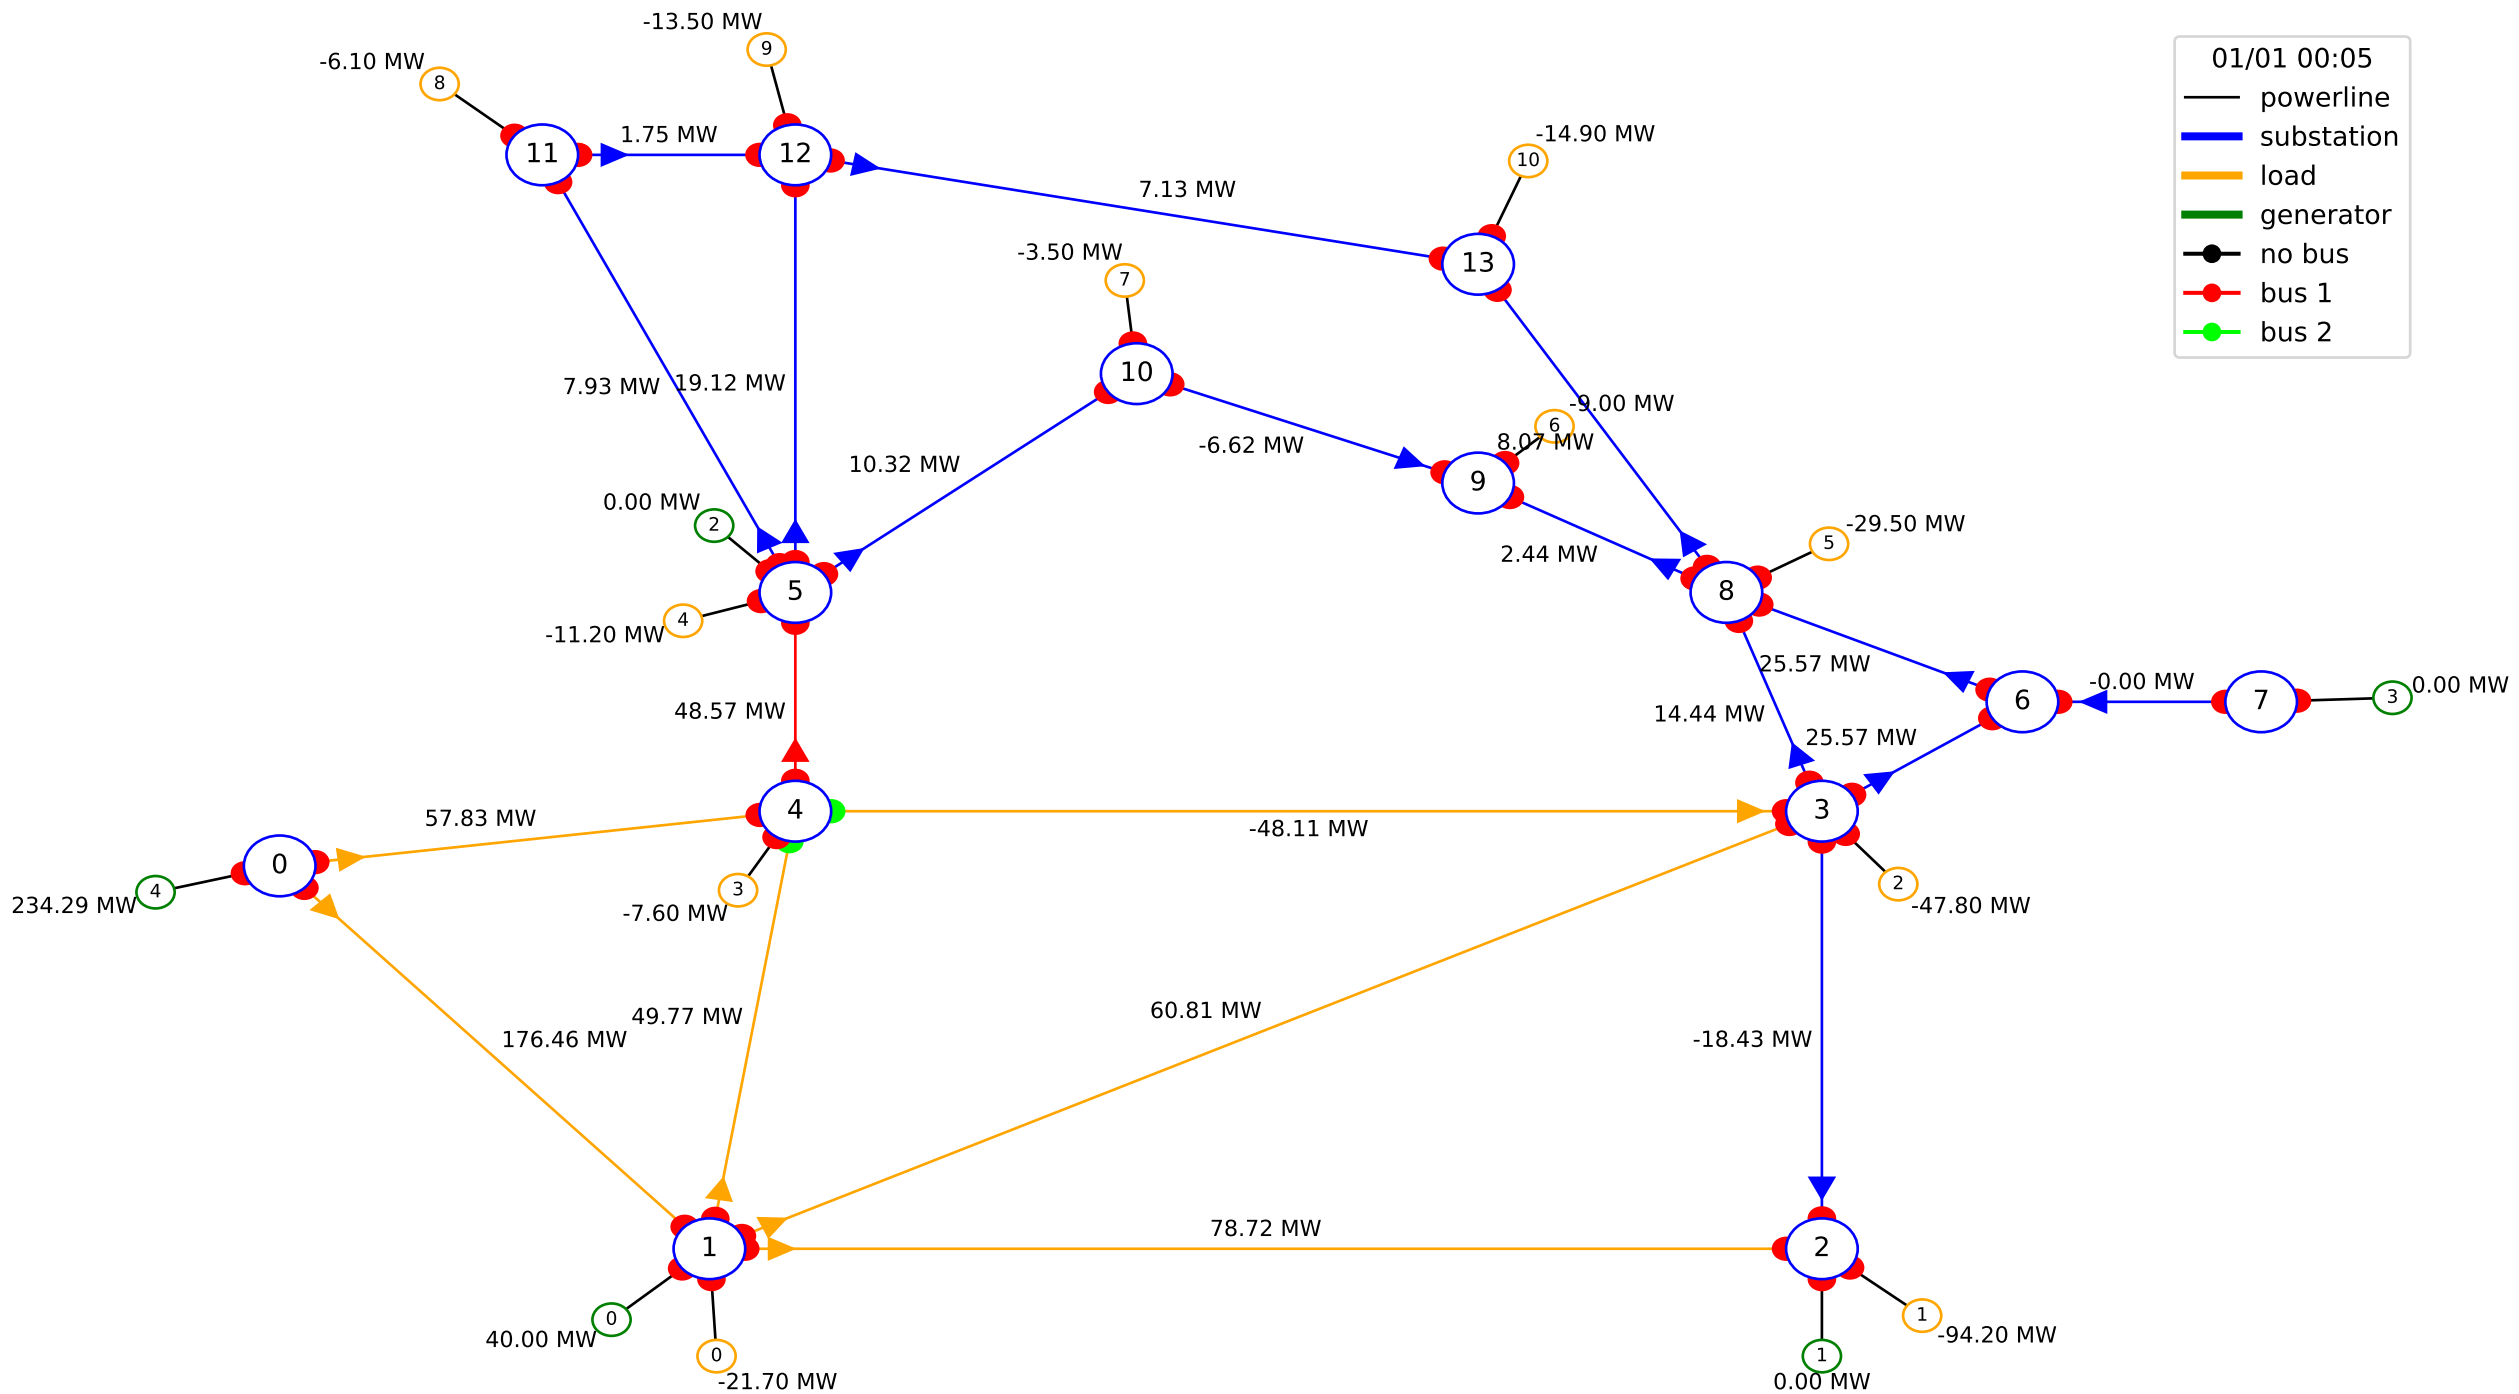 -13.50 MW
9
-6.10 MW
8
01/01 00:05
powerline
substation
load
generator
no bus
bus 1
bus 2
1.75 MW
11
12
-14.90 MW
10
7.13 MW
13
-3.50 MW
7
10
7.93 MW
19.12 MW
-9.00 MW
6
8.07 MW
-6.62 MW
10.32 MW
9
0.00 MW
2
-29.50 MW
5
2.44 MW
5
8
4
-11.20 MW
25.57 MW
-0.00 MW
0.00 MW
3
6
7
48.57 MW
14.44 MW
25.57 MW
4
3
57.83 MW
-48.11 MW
0
4
234.29 MW
3
-7.60 MW
2
-47.80 MW
49.77 MW
60.81 MW
176.46 MW
-18.43 MW
78.72 MW
1
2
0
40.00 MW
0
-21.70 MW
1
-94.20 MW
1
0.00 MW